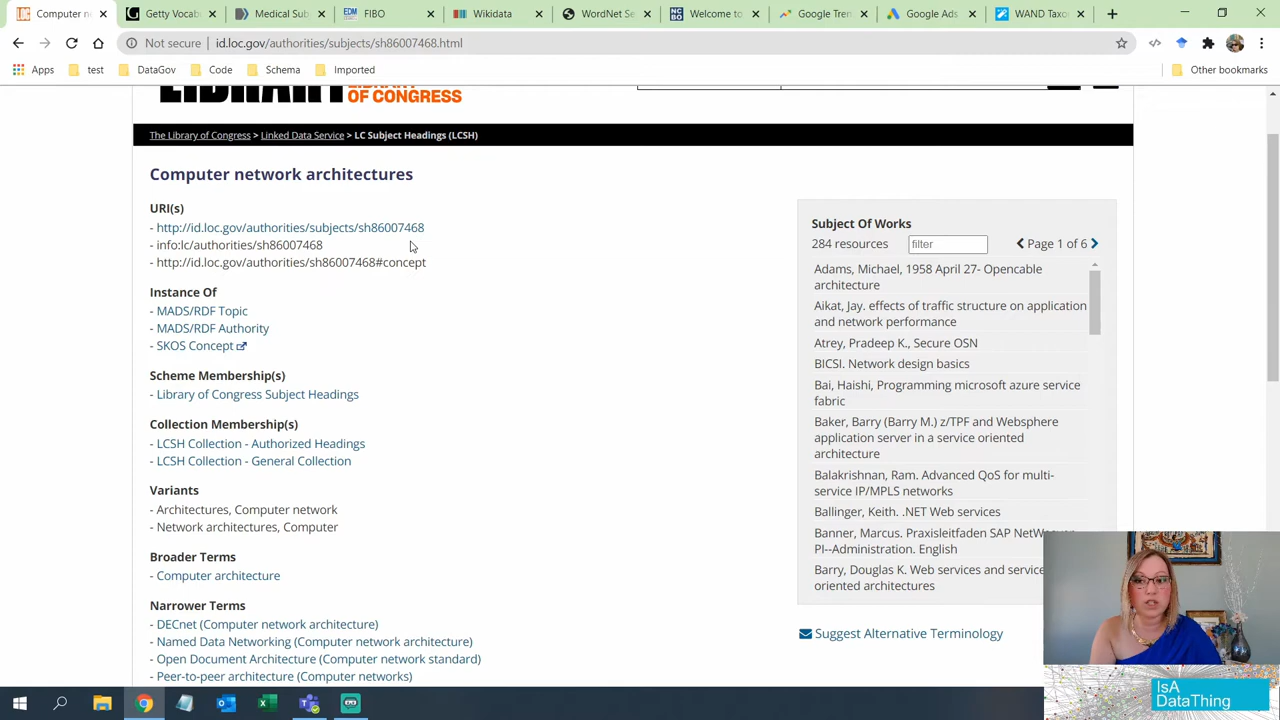 Computer n
Getty Vocab
Medical Sub
EDM
FIBO
Wikidata
WordNet Se
NCBO
Welcome to
Google Tren
Google Ads
WAND Taxo
Not secure
id.loc.gov/authorities/subjects/sh86007468.html
Apps
test
DataGov
Code
Schema
Imported
Other bookmarks
LIBRARY
OF CONGRESS
The Library of Congress > Linked Data Service > LC Subject Headings (LCSH)
Computer network architectures
URI(s)
- http://id.loc.gov/authorities/subjects/sh86007468
- info:lc/authorities/sh86007468
- http://id.loc.gov/authorities/sh86007468#concept
Instance Of
- MADS/RDF Topic
- MADS/RDF Authority
- SKOS Concept
Scheme Membership(s)
- Library of Congress Subject Headings
Collection Membership(s)
- LCSH Collection - Authorized Headings
- LCSH Collection - General Collection
Variants
- Architectures, Computer network
- Network architectures, Computer
Broader Terms
- Computer architecture
Narrower Terms
- DECnet (Computer network architecture)
- Named Data Networking (Computer network architecture)
- Open Document Architecture (Computer network standard)
- Peer-to-peer architecture (Computer networks)
Subject Of Works
284 resources
filter
Page 1 of 6
Adams, Michael, 1958 April 27- Opencable
architecture
Aikat, Jay. effects of traffic structure on application
and network performance
Atrey, Pradeep K., Secure OSN
BICSI. Network design basics
Bai, Haishi, Programming microsoft azure service
fabric
Baker, Barry (Barry M.) z/TPF and Websphere
application server in a service oriented
architecture
Balakrishnan, Ram. Advanced QoS for multi-
service IP/MPLS networks
Ballinger, Keith. .NET Web services
Banner, Marcus. Praxisleitfaden SAP NetWeaver
PI--Administration. English
Barry, Douglas K. Web services and service
oriented architectures
Suggest Alternative Terminology
IsA
DataThing